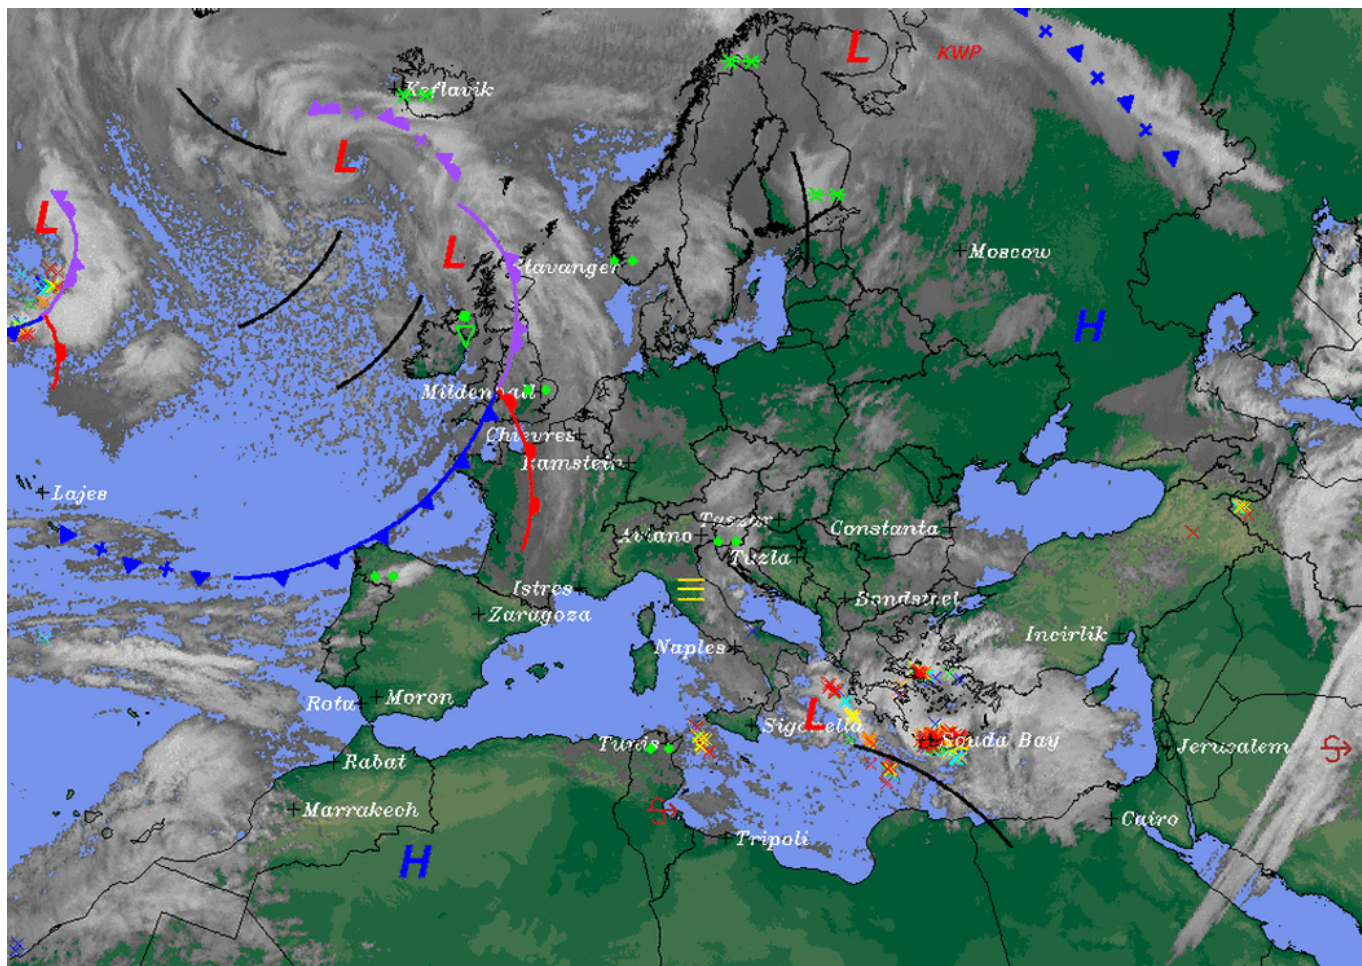 L
KWP
Keflavik
L
L
L
Stavanger
Moscow
H
Mildenhall
Chievres
Ramstein
Lajes
Taszar
Aviano
Constanta
Tuzla
Istres
Bondsteel
Zaragoza
Incirlik
Naples
Moron
Rota
L
Sigonella
Souda Bay
Tunis
Jerusalem
Rabat
Marrakech
Cairo
Tripoli
H